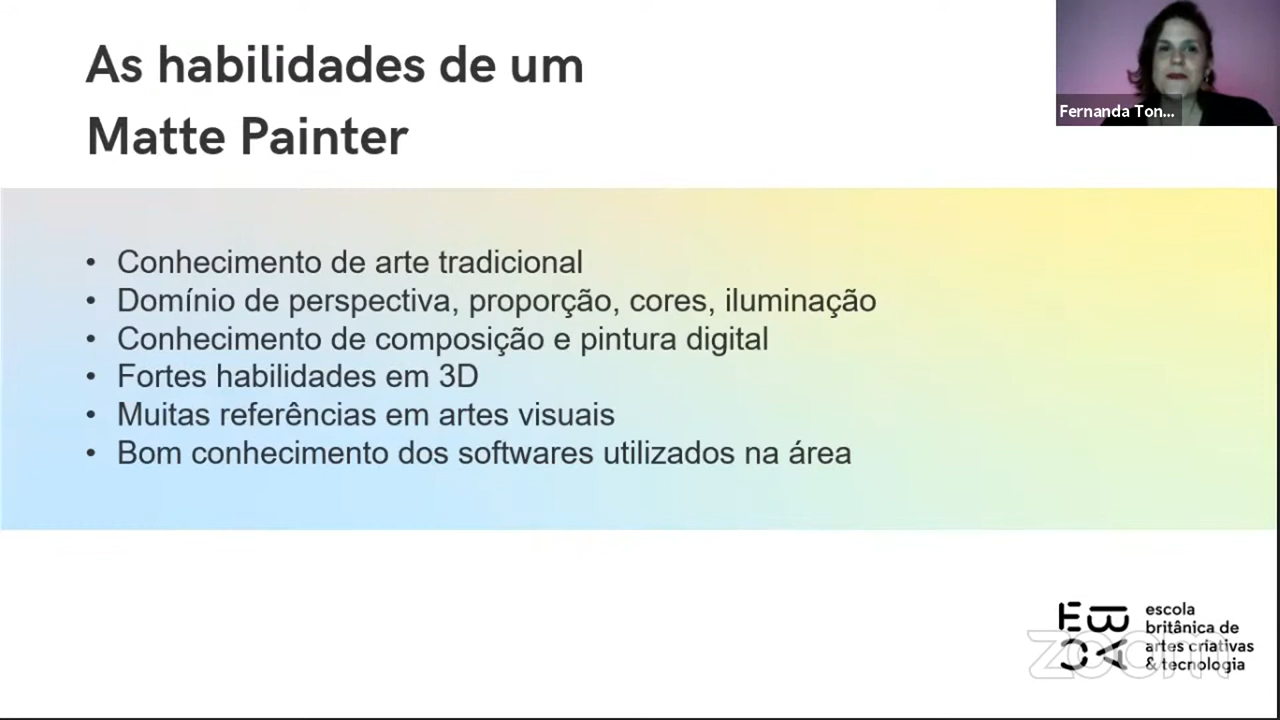 As habilidades de um
Matte Painter
Fernanda Ton...
• Conhecimento de arte tradicional
• Domínio de perspectiva, proporção, cores, iluminação
• Conhecimento de composição e pintura digital
• Fortes habilidades em 3D
• Muitas referências em artes visuais
• Bom conhecimento dos softwares utilizados na área
EBAC
escola
britânica de
artes criativas
& tecnologia
zoom